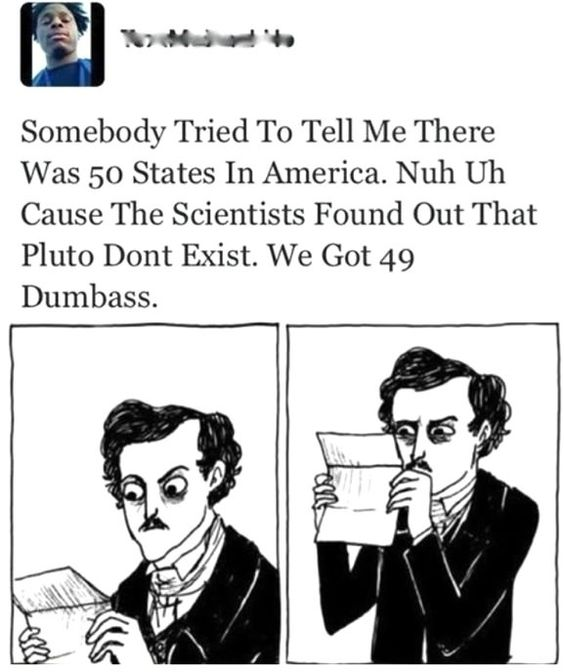 Somebody Tried To Tell Me There
Was 50 States In America. Nuh Uh
Cause The Scientists Found Out That
Pluto Dont Exist. We Got 49
Dumbass.